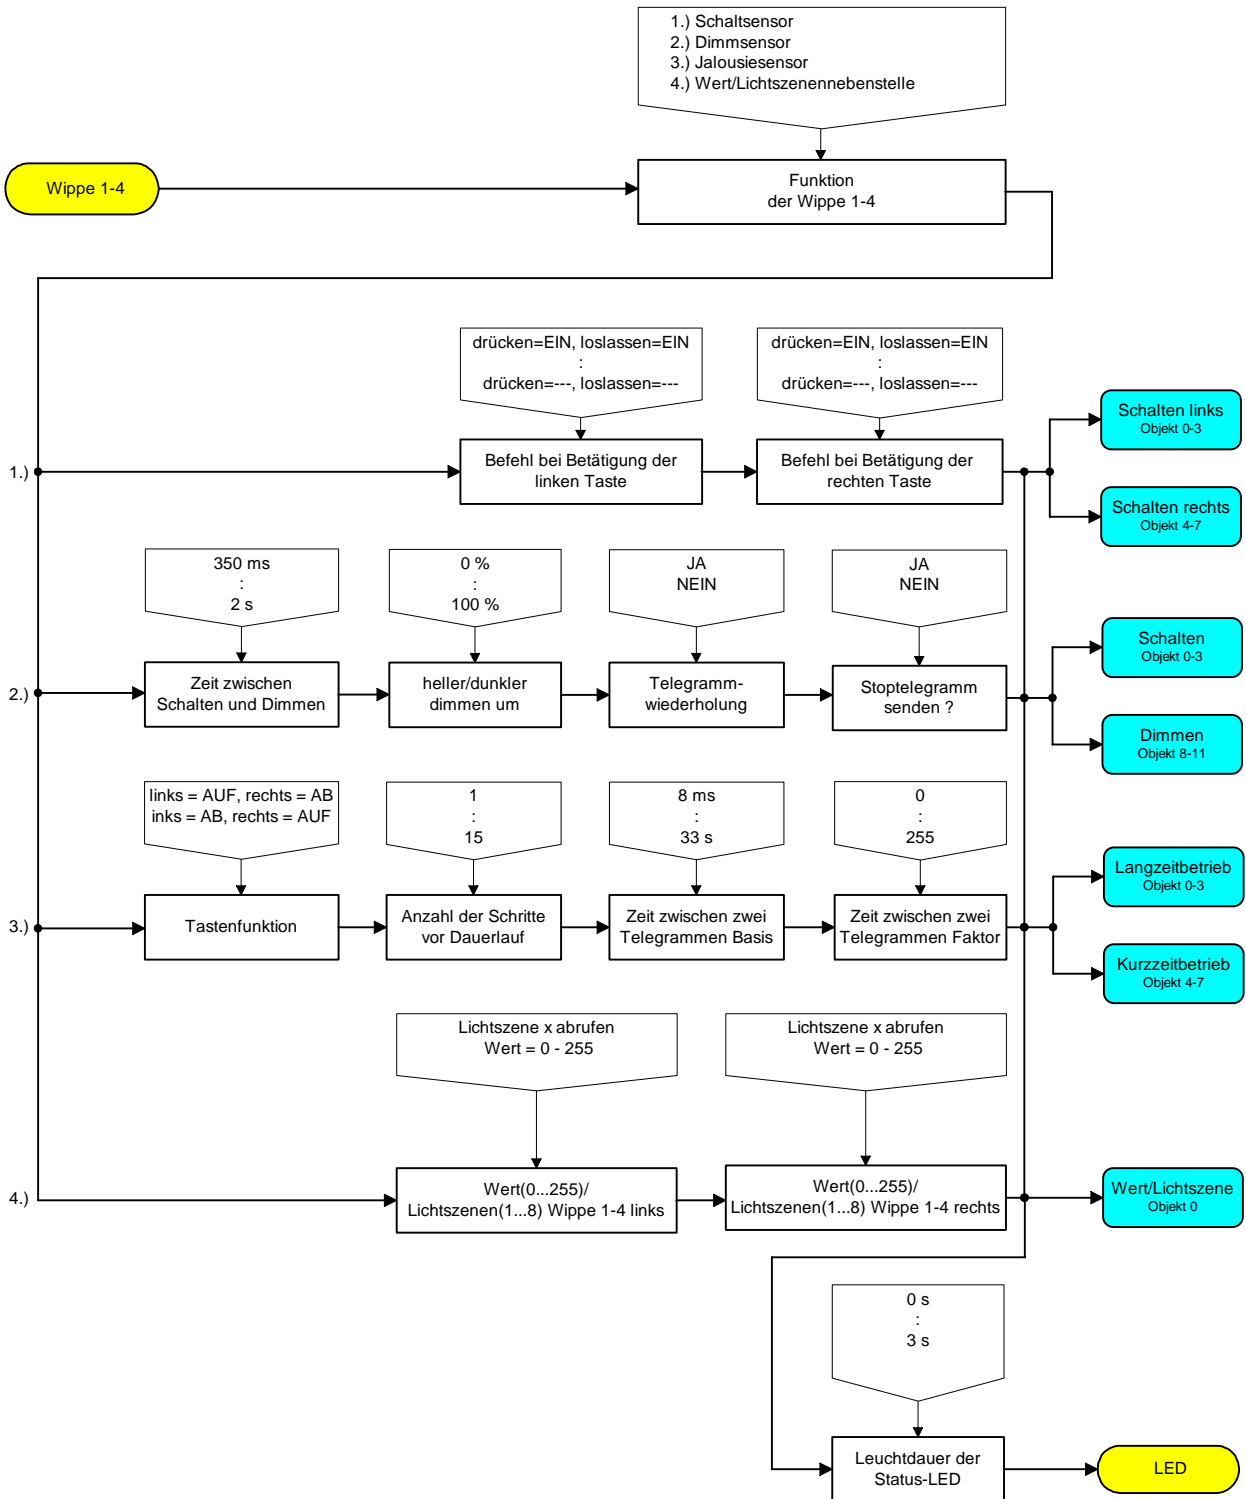 1.) Schaltsensor
2.) Dimmsensor
3.) Jalousiesensor
4.) Wert/Lichtszenennebenstelle
Wippe 1-4
Funktion
der Wippe 1-4
drücken=EIN, loslassen=EIN
:
drücken=---, loslassen=---
drücken=EIN, loslassen=EIN
:
drücken=---, loslassen=---
1.)
Befehl bei Betätigung der
linken Taste
Befehl bei Betätigung der
rechten Taste
Schalten links
Objekt 0-3
Schalten rechts
Objekt 4-7
350 ms
:
2 s
0 %
:
100 %
JA
NEIN
JA
NEIN
2.)
Zeit zwischen
Schalten und Dimmen
heller/dunkler
dimmen um
Telegramm-
wiederholung
Stoptelegramm
senden ?
Schalten
Objekt 0-3
Dimmen
Objekt 8-11
links = AUF, rechts = AB
inks = AB, rechts = AUF
1
:
15
8 ms
:
33 s
0
:
255
3.)
Tastenfunktion
Anzahl der Schritte
vor Dauerlauf
Zeit zwischen zwei
Telegrammen Basis
Zeit zwischen zwei
Telegrammen Faktor
Langzeitbetrieb
Objekt 0-3
Kurzzeitbetrieb
Objekt 4-7
Lichtszene x abrufen
Wert = 0 - 255
Lichtszene x abrufen
Wert = 0 - 255
4.)
Wert(0...255)/
Lichtszenen(1...8) Wippe 1-4 links
Wert(0...255)/
Lichtszenen(1...8) Wippe 1-4 rechts
Wert/Lichtszene
Objekt 0
0 s
:
3 s
Leuchtdauer der
Status-LED
LED